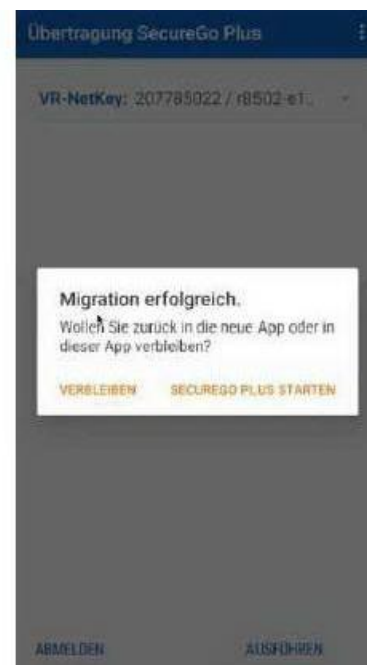 Übertragung SecureGo Plus
VR-NetKey: 207785022 / r8502-e1..
Migration erfolgreich.
Wollen Sie zurück in die neue App oder in
dieser App verbleiben?
VERBLEIBEN SECUREGO PLUS STARTEN
ABMELDEN AUSFÜHREN